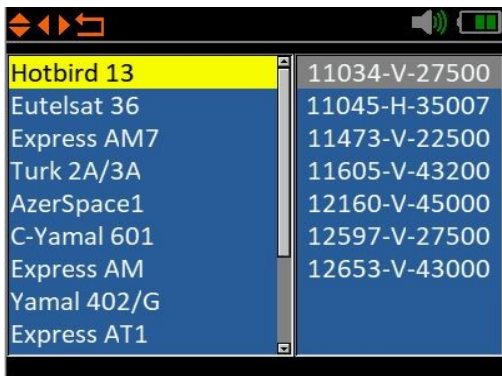 Hotbird 13
Eutelsat 36
Express AM7
Turk 2A/3A
AzerSpace1
C-Yamal 601
Express AM
Yamal 402/G
Express AT1
11034-V-27500
11045-H-35007
11473-V-22500
11605-V-43200
12160-V-45000
12597-V-27500
12653-V-43000